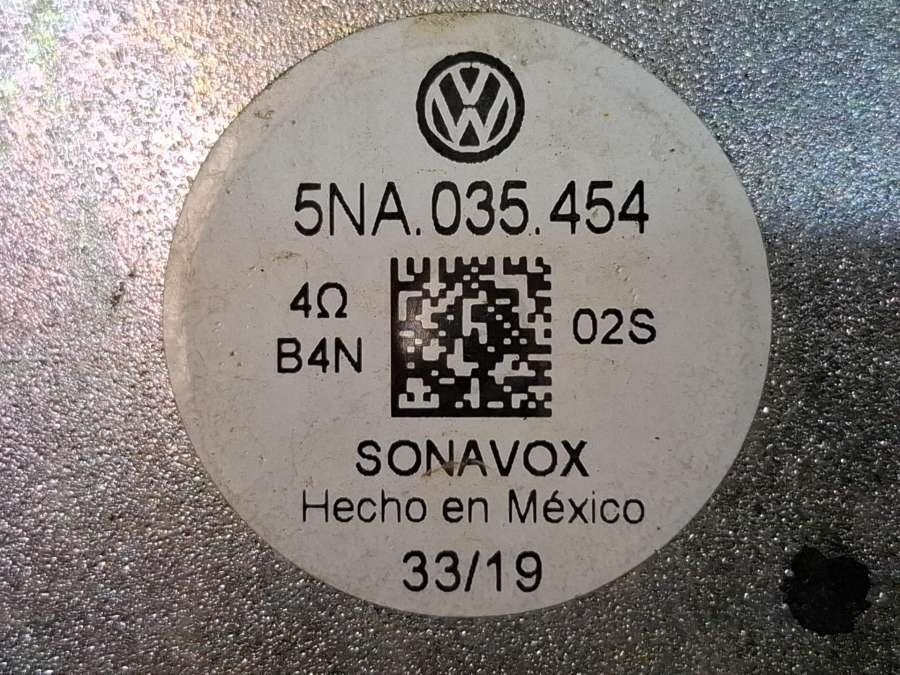 5NA.035.454
4Ω
B4N
02S
SONAVOX
Hecho en México
33/19